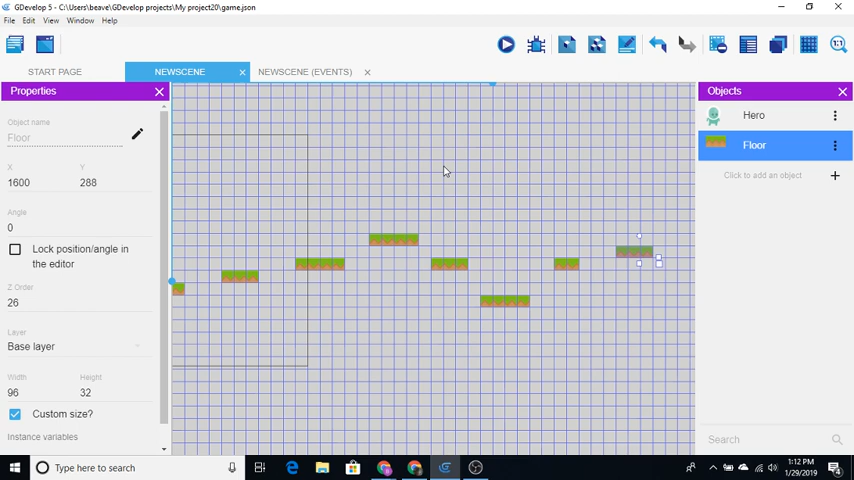 GDevelop 5 - C:\Users\beave\GDevelop projects\My project20\game.json
File Edit View Window Help
START PAGE
NEWSCENE
NEWSCENE (EVENTS)
Properties
Object name
Floor
X
Y
1600
288
Angle
0
Lock position/angle in
the editor
Z Order
26
Layer
Base layer
Width
Height
96
32
Custom size?
Instance variables
Objects
Hero
Floor
Click to add an object
Search
1:1
Type here to search
1:12 PM
1/29/2019
4